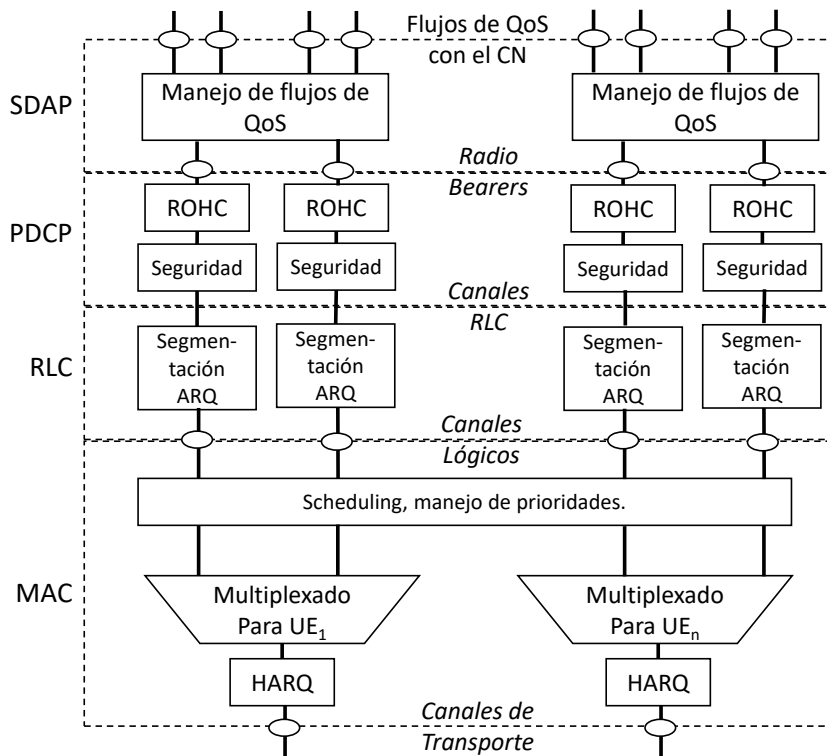 Flujos de QoS
con el CN
SDAP
Manejo de flujos de
QoS
Manejo de flujos de
QoS
Radio
Bearers
PDCP
ROHC
ROHC
ROHC
ROHC
Seguridad
Seguridad
Seguridad
Seguridad
Canales
RLC
RLC
Segmen-
tación
ARQ
Segmen-
tación
ARQ
Segmen-
tación
ARQ
Segmen-
tación
ARQ
Canales
Lógicos
MAC
Scheduling, manejo de prioridades.
Multiplexado
Para UE₁
Multiplexado
Para UEₙ
HARQ
HARQ
Canales de
Transporte